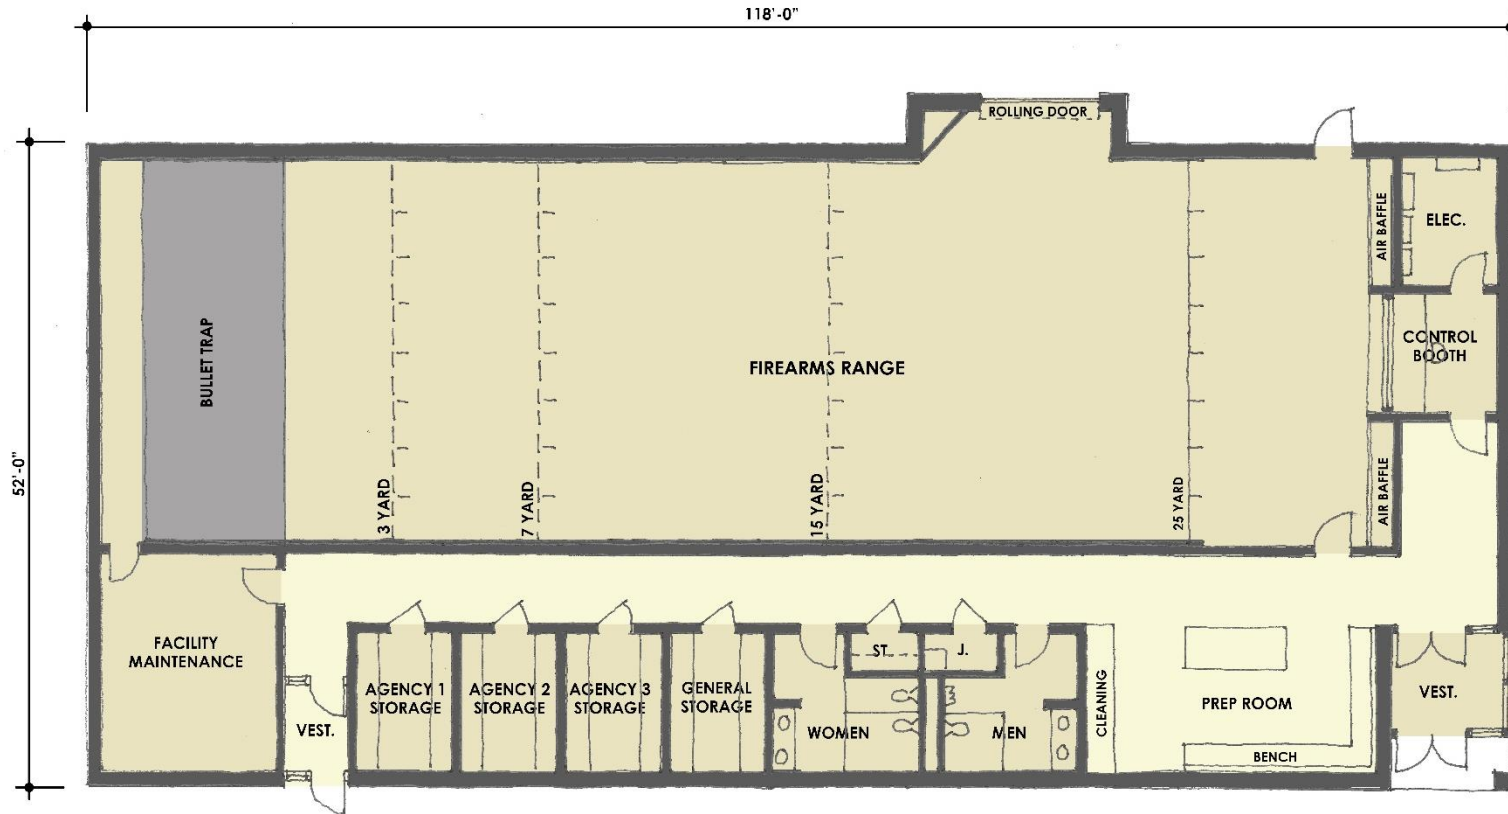 118'-0"
ROLLING DOOR
52'-0"
BULLET TRAP
3 YARD
7 YARD
15 YARD
25 YARD
FIREARMS RANGE
AIR BAFFLE
ELEC.
CONTROL
BOOTH
AIR BAFFLE
FACILITY
MAINTENANCE
VEST.
AGENCY 1
STORAGE
AGENCY 2
STORAGE
AGENCY 3
STORAGE
GENERAL
STORAGE
WOMEN
ST.
J.
MEN
CLEANING
PREP ROOM
BENCH
VEST.